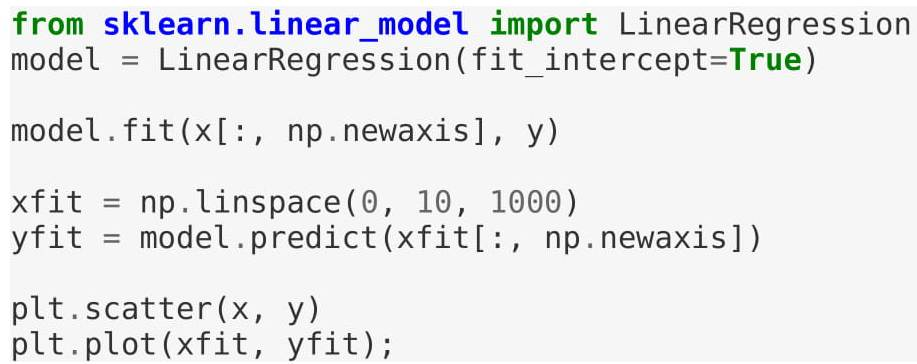 from sklearn.linear_model import LinearRegression
model = LinearRegression(fit_intercept=True)
model.fit(x[:, np.newaxis], y)
xfit = np.linspace(0, 10, 1000)
yfit = model.predict(xfit[:, np.newaxis])
plt.scatter(x, y)
plt.plot(xfit, yfit);